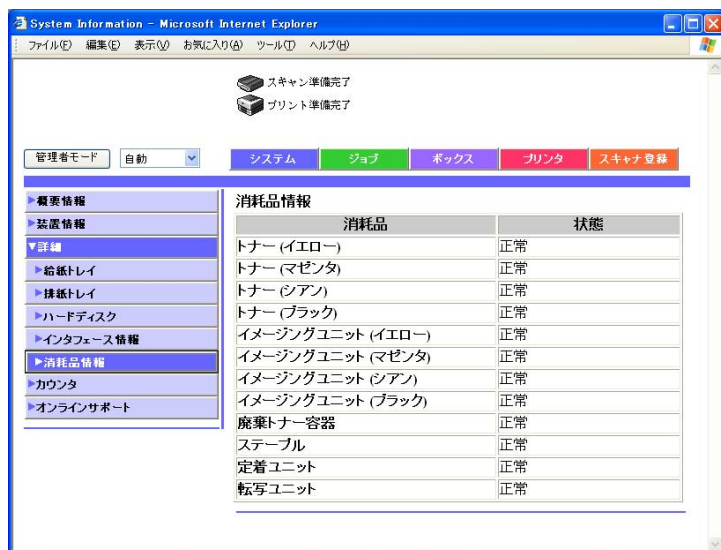 System Information - Microsoft Internet Explorer
ファイル(F) 編集(E) 表示(V) お気に入り(A) ツール(T) ヘルプ(H)
スキャン準備完了
プリント準備完了
管理者モード 自動 システム ジョブ ボックス プリンタ スキャナ登録
概要情報
装置情報
詳細
給紙トレイ
排紙トレイ
ハードディスク
インタフェース情報
消耗品情報
カウンタ
オンラインサポート
消耗品情報
消耗品 状態
トナー (イエロー) 正常
トナー (マゼンタ) 正常
トナー (シアン) 正常
トナー (ブラック) 正常
イメージングユニット (イエロー) 正常
イメージングユニット (マゼンタ) 正常
イメージングユニット (シアン) 正常
イメージングユニット (ブラック) 正常
廃棄トナー容器 正常
ステープル 正常
定着ユニット 正常
転写ユニット 正常